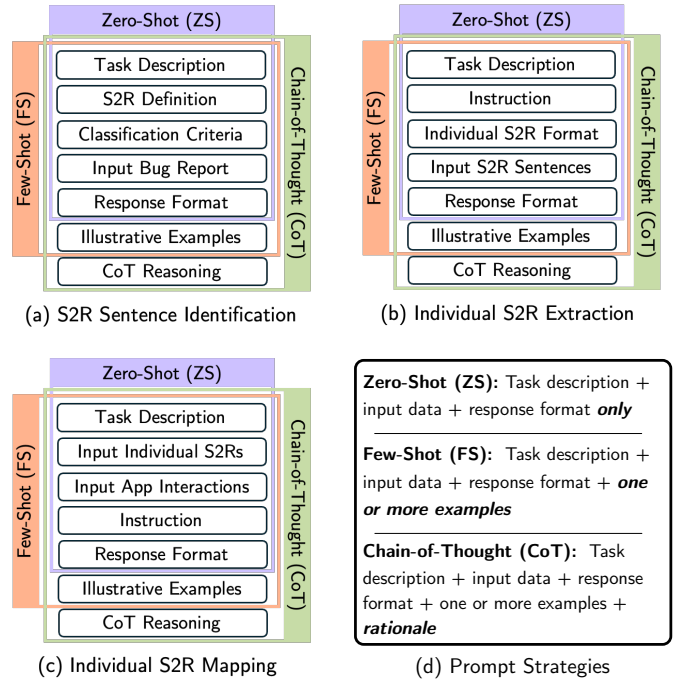 Zero-Shot (ZS)
Few-Shot (FS)
Chain-of-Thought (CoT)
Task Description
S2R Definition
Classification Criteria
Input Bug Report
Response Format
Illustrative Examples
CoT Reasoning
(a) S2R Sentence Identification
Zero-Shot (ZS)
Few-Shot (FS)
Chain-of-Thought (CoT)
Task Description
Instruction
Individual S2R Format
Input S2R Sentences
Response Format
Illustrative Examples
CoT Reasoning
(b) Individual S2R Extraction
Zero-Shot (ZS)
Few-Shot (FS)
Chain-of-Thought (CoT)
Task Description
Input Individual S2Rs
Input App Interactions
Instruction
Response Format
Illustrative Examples
CoT Reasoning
(c) Individual S2R Mapping
Zero-Shot (ZS): Task description +
input data + response format only
Few-Shot (FS): Task description +
input data + response format + one
or more examples
Chain-of-Thought (CoT): Task
description + input data + response
format + one or more examples +
rationale
(d) Prompt Strategies